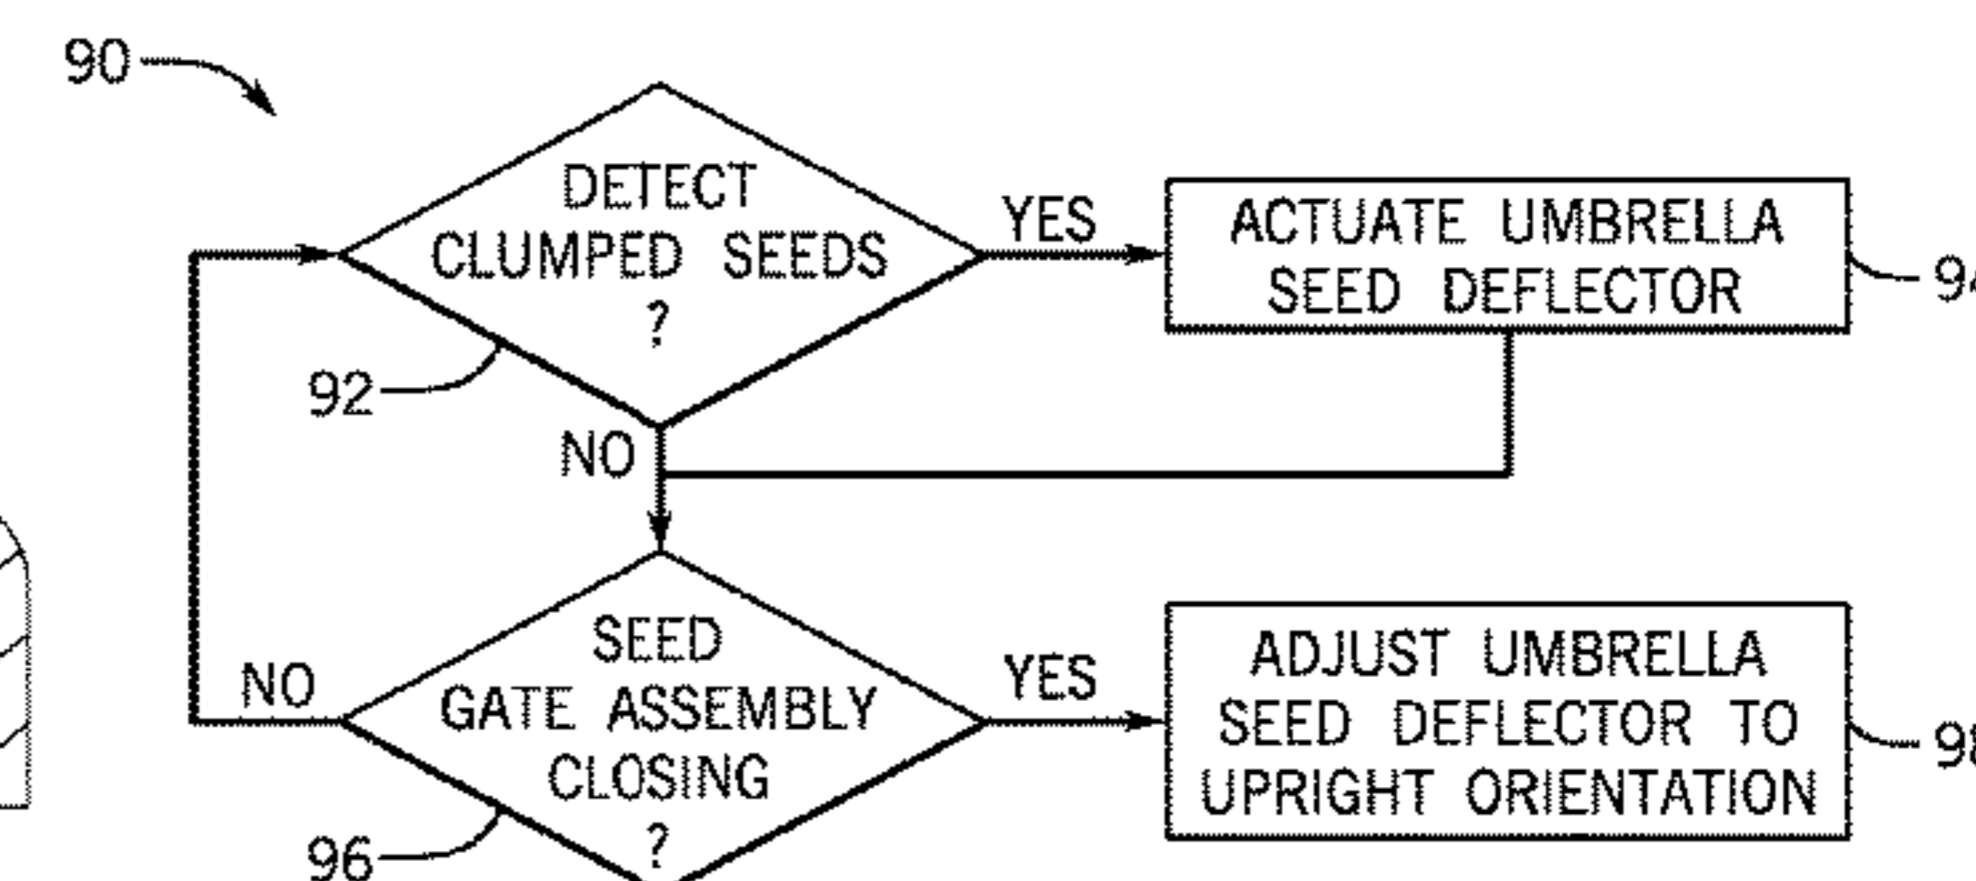 90
DETECT
CLUMPED SEEDS
?
YES
ACTUATE UMBRELLA
SEED DEFLECTOR
92
NO
SEED
GATE ASSEMBLY
CLOSING
?
NO
YES
ADJUST UMBRELLA
SEED DEFLECTOR TO
UPRIGHT ORIENTATION
96